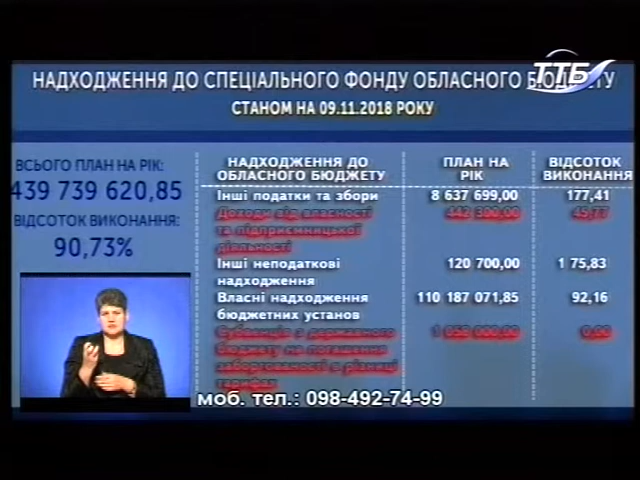 ТТБ
НАДХОДЖЕННЯ ДО СПЕЦІАЛЬНОГО ФОНДУ ОБЛАСНОГО БЮДЖЕТУ
СТАНОМ НА 09.11.2018 РОКУ
ВСЬОГО ПЛАН НА РІК:
439 739 620,85
ВІДСОТОК ВИКОНАННЯ:
90,73%
НАДХОДЖЕННЯ ДО ПЛАН НА ВІДСОТОК
ОБЛАСНОГО БЮДЖЕТУ РІК ВИКОНАННЯ
Інші податки та збори 8 637 699,00 177,41
Доходи від власності 442 300,00 45,77
та підприємницької
діяльності
Інші неподаткові 120 700,00 1 75,83
надходження
Власні надходження 110 187 071,85 92,16
бюджетних установ
Субвенція з державного 0,00
бюджету на погашення
заборгованості з різниці
тарифах
моб. тел.: 098-492-74-99